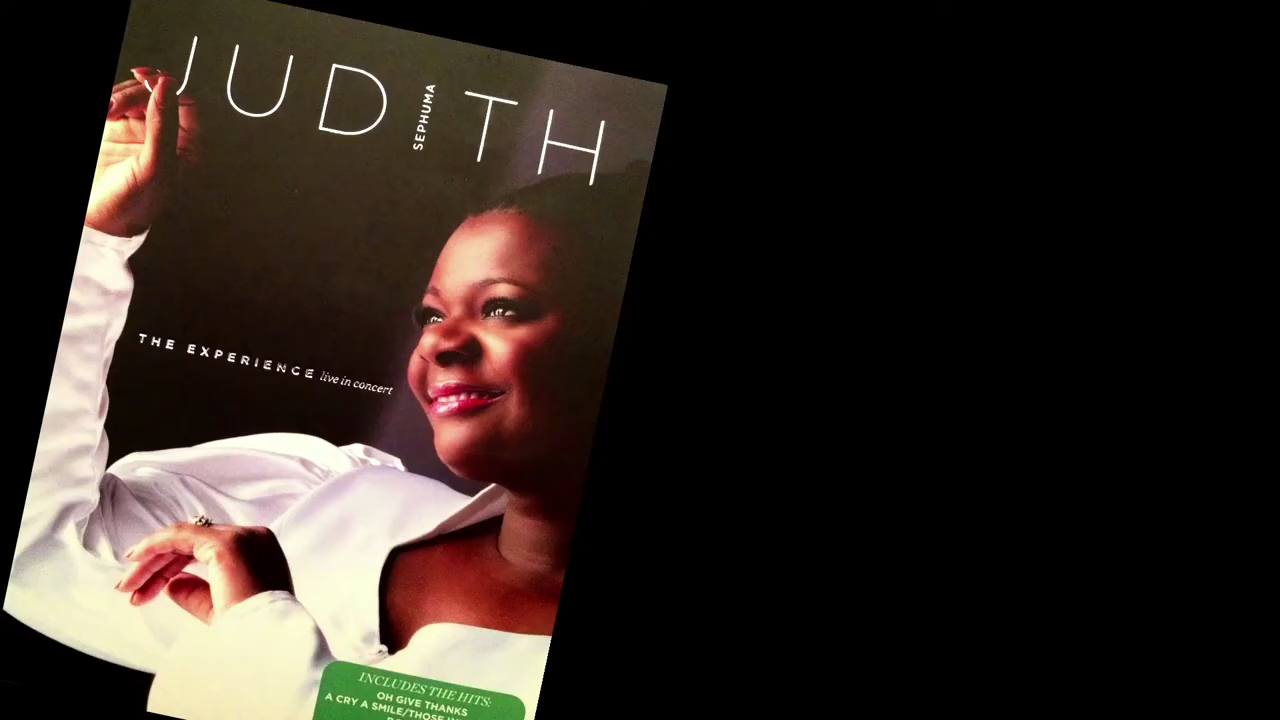 JUDITH
SEPHUMA
THE EXPERIENCE live in concert
INCLUDES THE HITS:
OH GIVE THANKS
A CRY A SMILE/THOSE